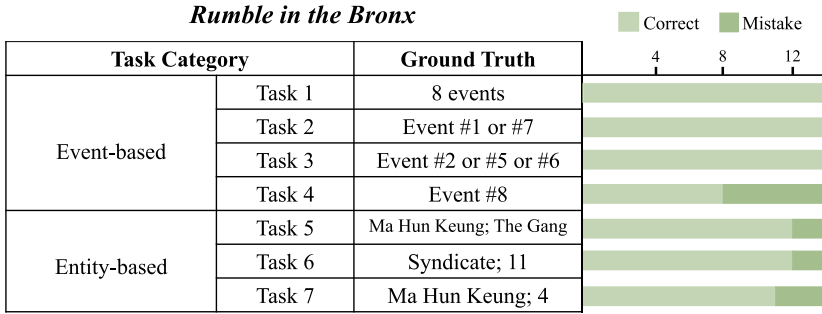 Rumble in the Bronx
Correct Mistake
Task Category Ground Truth 4 8 12
Event-based
Task 1 8 events
Task 2 Event #1 or #7
Task 3 Event #2 or #5 or #6
Task 4 Event #8
Entity-based
Task 5 Ma Hun Keung; The Gang
Task 6 Syndicate; 11
Task 7 Ma Hun Keung; 4